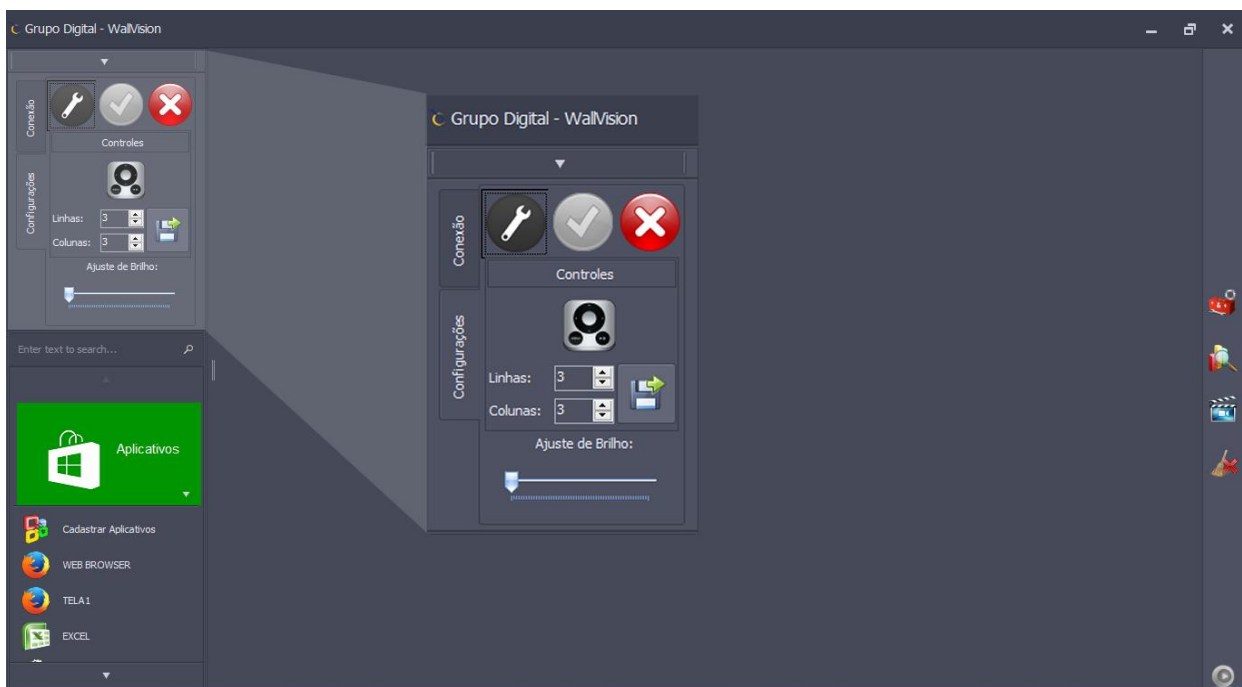 Grupo Digital - WallVision
Conexão
Configurações
Controles
Linhas: 3
Colunas: 3
Ajuste de Brilho:
Enter text to search...
Aplicativos
Cadastrar Aplicativos
WEB BROWSER
TELA1
EXCEL
Grupo Digital - WallVision
Conexão
Configurações
Controles
Linhas: 3
Colunas: 3
Ajuste de Brilho: